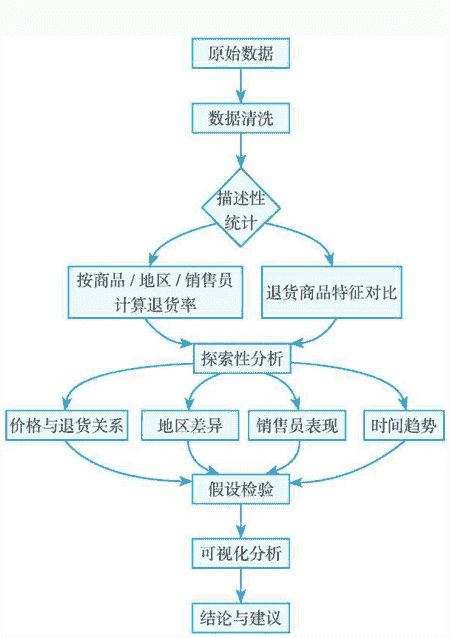 原始数据
数据清洗
描述性
统计
按商品 / 地区 / 销售员
计算退货率
退货商品特征对比
探索性分析
价格与退货关系
地区差异
销售员表现
时间趋势
假设检验
可视化分析
结论与建议